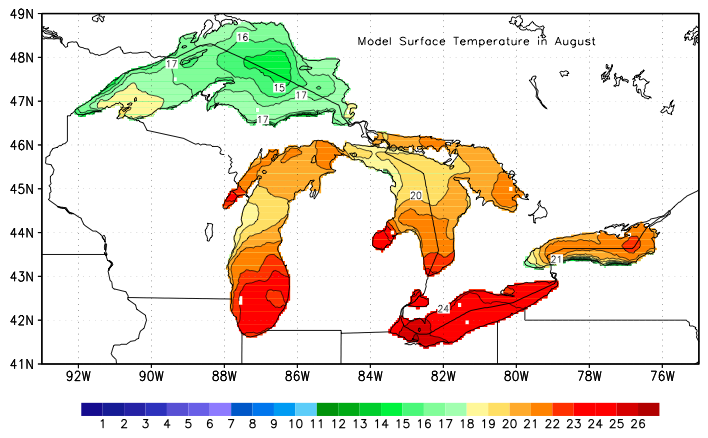 49N
Model Surface Temperature in August
16
48N
17
15
17
47N
17
46N
45N
20
44N
21
43N
24
42N
41N
92W 90W 88W 86W 84W 82W 80W 78W 76W
1 2 3 4 5 6 7 8 9 10 11 12 13 14 15 16 17 18 19 20 21 22 23 24 25 26